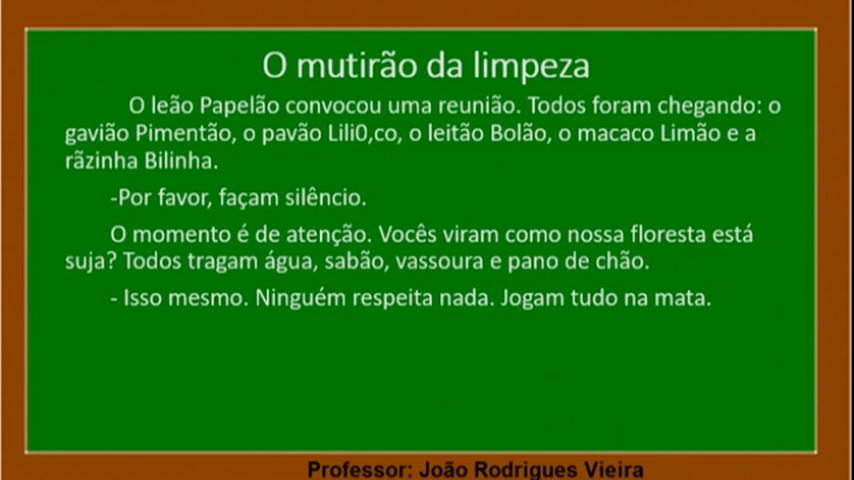 O mutirão da limpeza
O leão Papelão convocou uma reunião. Todos foram chegando: o
gavião Pimentão, o pavão Lili0,co, o leitão Bolão, o macaco Limão e a
rãzinha Bilinha.
-Por favor, façam silêncio.
O momento é de atenção. Vocês viram como nossa floresta está
suja? Todos tragam água, sabão, vassoura e pano de chão.
- Isso mesmo. Ninguém respeita nada. Jogam tudo na mata.
Professor: João Rodrigues Vieira